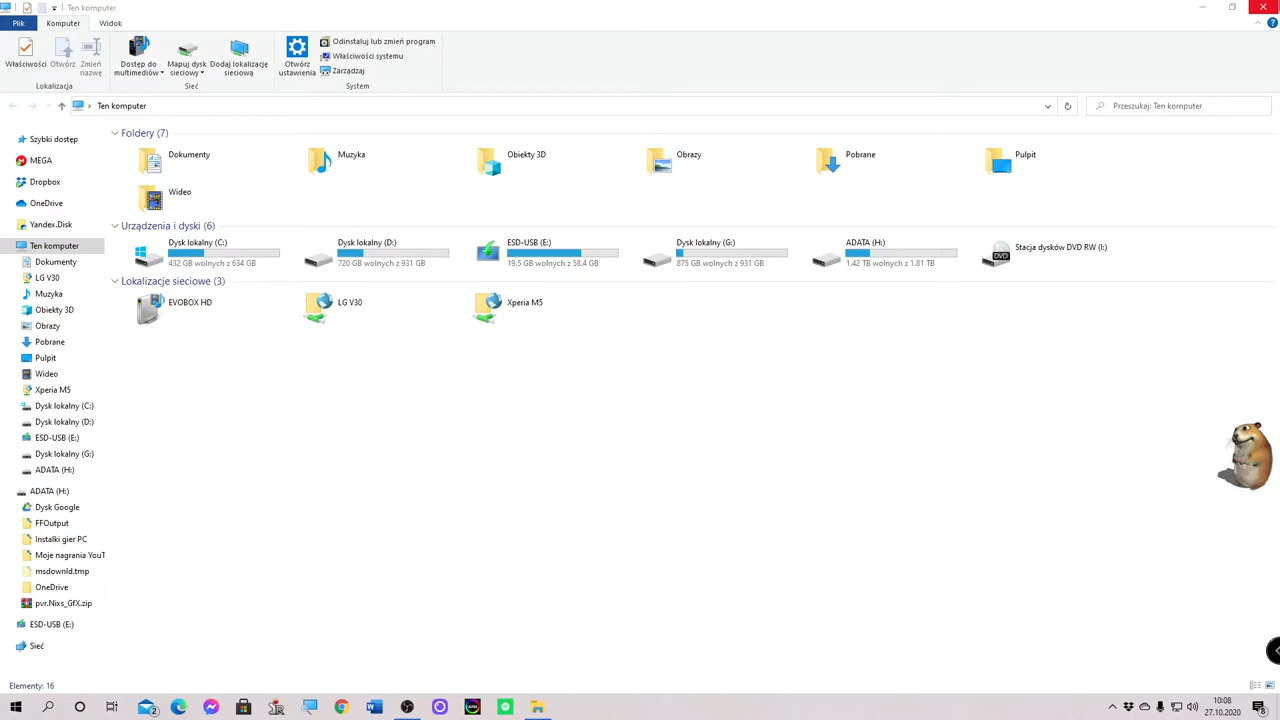 Ten komputer
Plik
Komputer
Widok
Właściwości
Otwórz
Zmień
nazwę
Lokalizacja
Dostęp do
multimediów
Mapuj dysk
sieciowy
Dodaj lokalizację
sieciową
Sieć
Otwórz
ustawienia
Odinstaluj lub zmień program
Właściwości systemu
Zarządzaj
System
Ten komputer
Przeszukaj: Ten komputer
Szybki dostęp
MEGA
Dropbox
OneDrive
Yandex.Disk
Ten komputer
Dokumenty
LG V30
Muzyka
Obiekty 3D
Obrazy
Pobrane
Pulpit
Wideo
Xperia M5
Dysk lokalny (C:)
Dysk lokalny (D:)
ESD-USB (E:)
Dysk lokalny (G:)
ADATA (H:)
ADATA (H:)
Dysk Google
FFOutput
Instalki gier PC
Moje nagrania YouT
msdownld.tmp
OneDrive
pvr.Nixs_GfX.zip
ESD-USB (E:)
Sieć
Foldery (7)
Dokumenty
Muzyka
Obiekty 3D
Obrazy
Pobrane
Pulpit
Wideo
Urządzenia i dyski (6)
Dysk lokalny (C:)
432 GB wolnych z 634 GB
Dysk lokalny (D:)
720 GB wolnych z 931 GB
ESD-USB (E:)
19.5 GB wolnych z 58.4 GB
Dysk lokalny (G:)
875 GB wolnych z 931 GB
ADATA (H:)
1.42 TB wolnych z 1.81 TB
DVD
Stacja dysków DVD RW (I:)
Lokalizacje sieciowe (3)
EVOBOX HD
LG V30
Xperia M5
Elementy: 16
2
10:08
27.10.2020
8